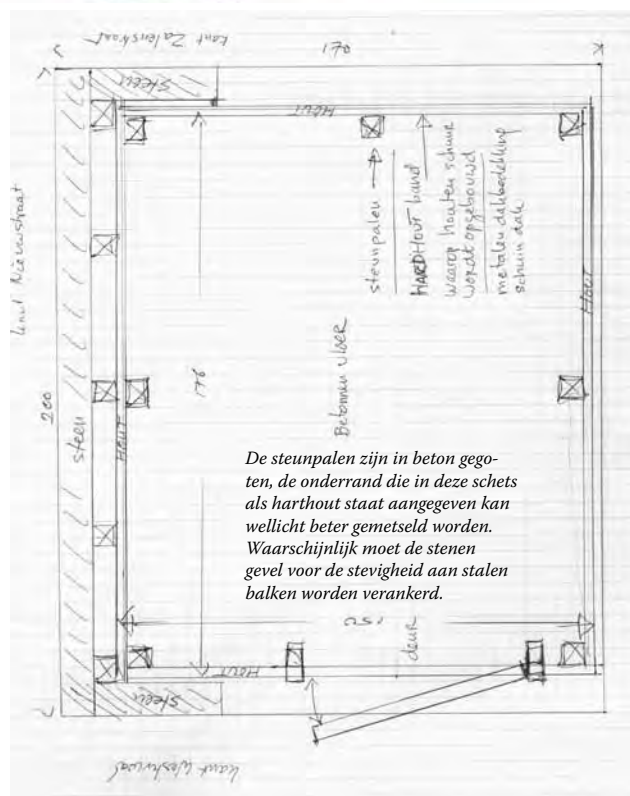 kant Zalenstraat
170
steen
HOUT
kant Nieuwstraat
200
steen
HOUT
176
Betonnen vloer
steunpalen
HARDHOUT band
waarop houten schuur
wordt opgebouwd
metalen dakbedekking
schuin dak
HOUT
De steunpalen zijn in beton gego-
ten, de onderrand die in deze schets
als harthout staat aangegeven kan
wellicht beter gemetseld worden.
Waarschijnlijk moet de stenen
gevel voor de stevigheid aan stalen
balken worden verankerd.
150
deur
HOUT
steen
kant